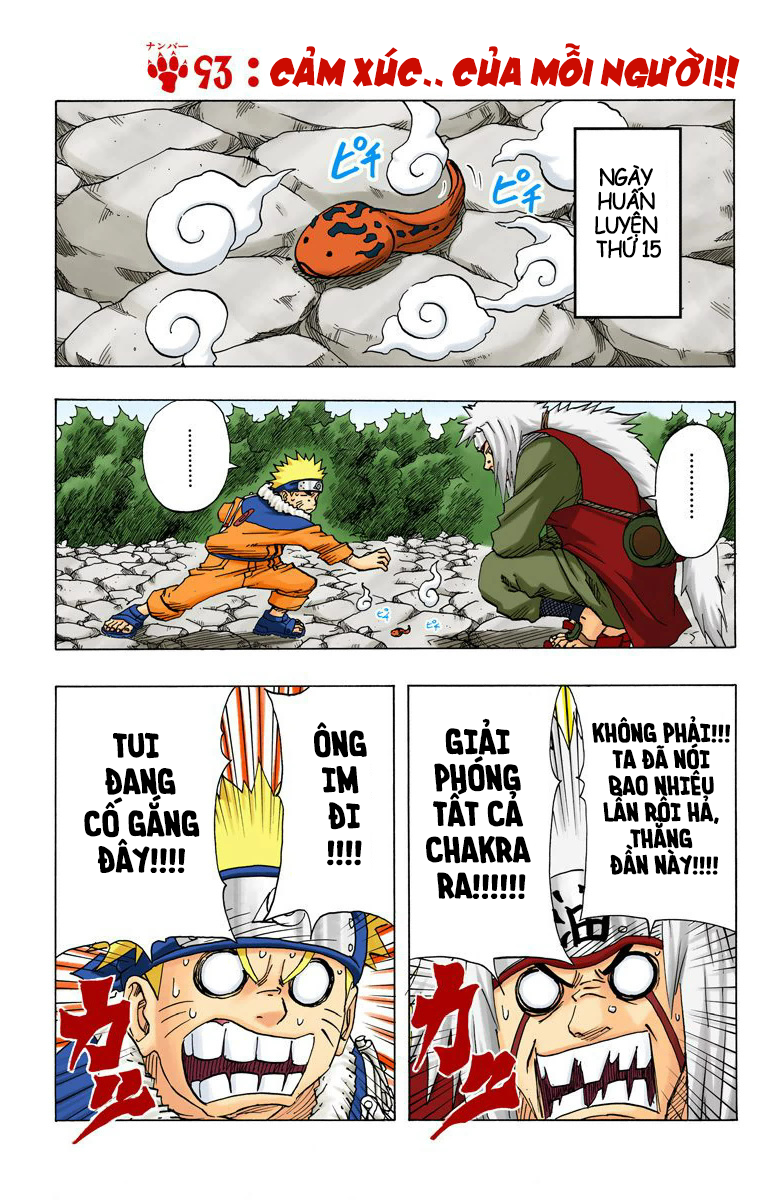 ナンバー
93 : CẢM XÚC.. CỦA MỖI NGƯỜI!!
ピチ
ピチ
NGÀY
HUẤN
LUYỆN
THỨ 15
………
………
ピチ
ピチ
KHÔNG PHẢI!!!
TA ĐÃ NÓI
BAO NHIÊU
LẦN RỒI HẢ,
THẰNG
ĐẦN NÀY!!!!
GIẢI
PHÓNG
TẤT CẢ
CHAKRA
RA!!!!!!
油
カッ
ÔNG
IM
ĐI
!!!!
TUI
ĐANG
CỐ GẮNG
ĐÂY!!!!
カッ